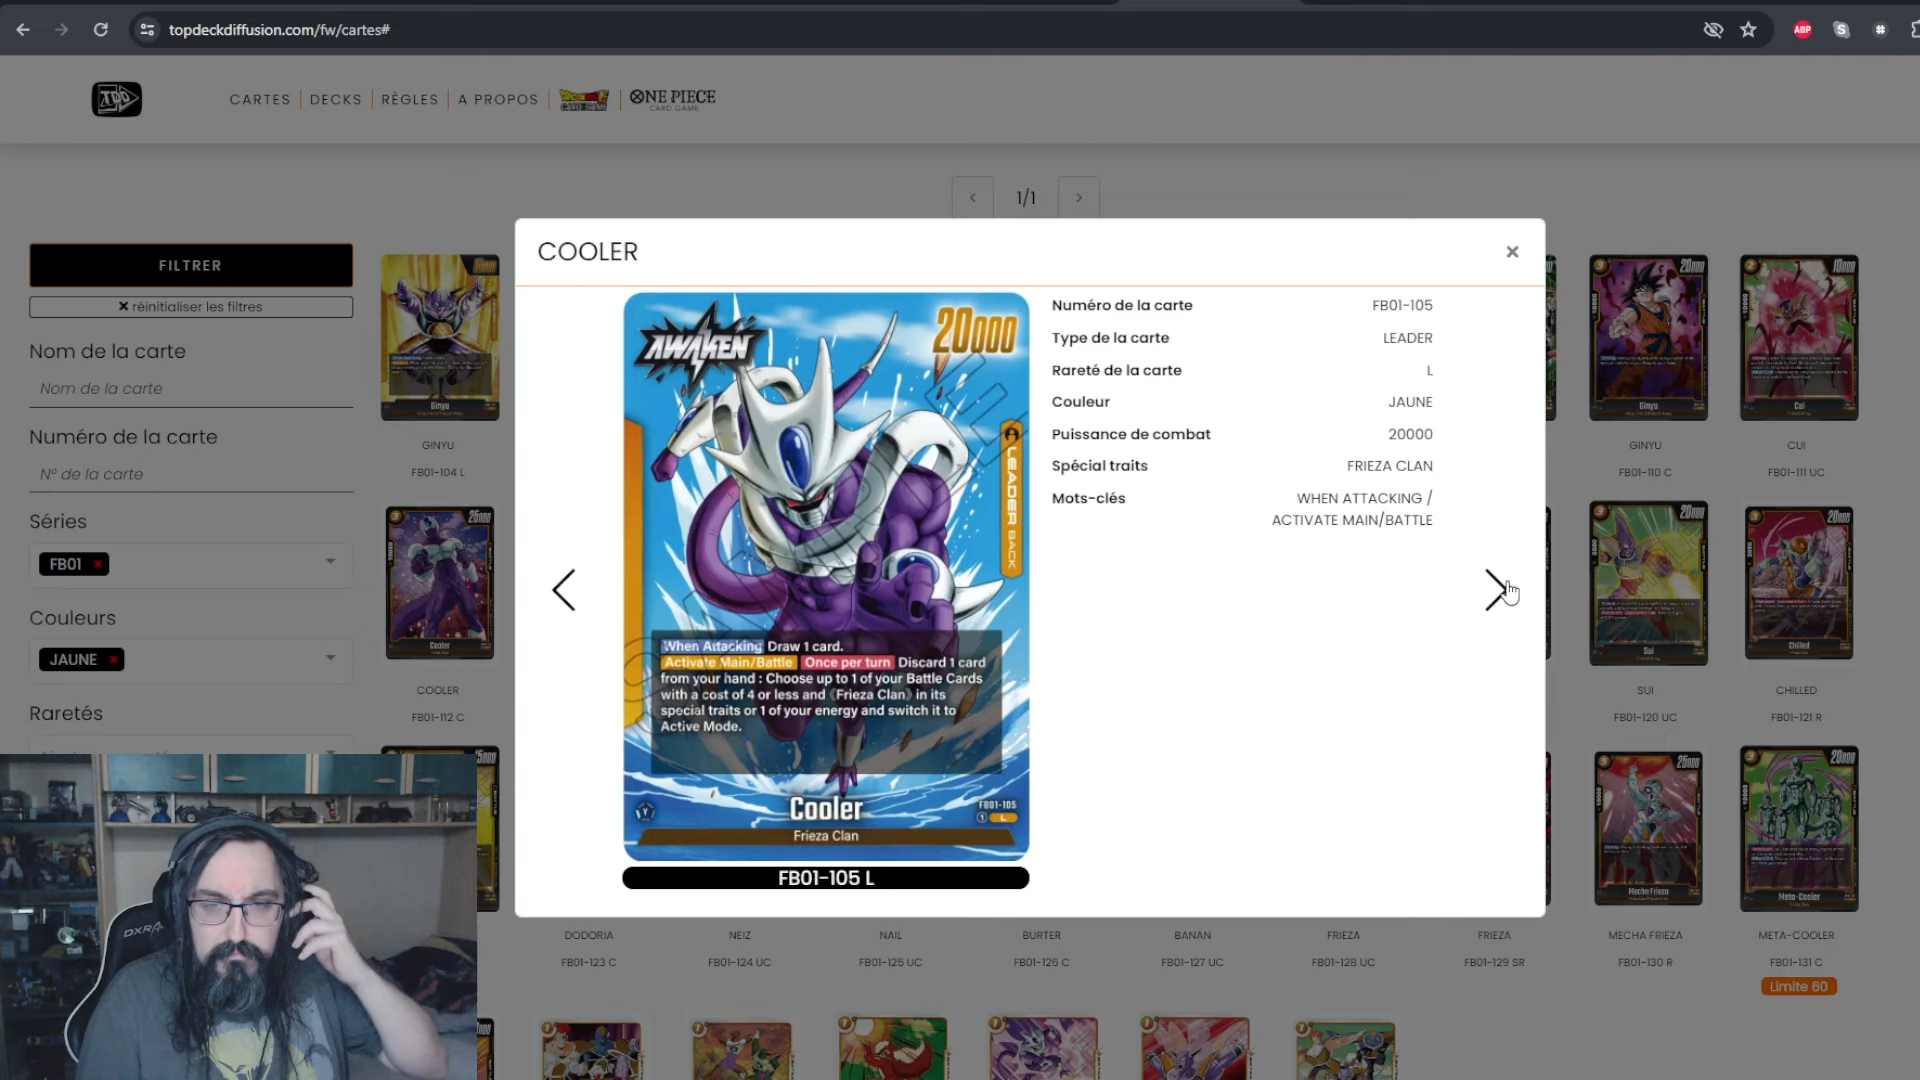 topdeckdiffusion.com/fw/cartes#
ABP
TDD
CARTES
DECKS
RÈGLES
A PROPOS
ONE PIECE
CARD GAME
1/1
FILTRER
× réinitialiser les filtres
Nom de la carte
Nom de la carte
Numéro de la carte
N° de la carte
Séries
FB01 ×
Couleurs
JAUNE ×
Raretés
GINYU
FB01-104 L
COOLER
FB01-112 C
COOLER
×
AWAKEN
20000
LEADER BACK
When Attacking Draw 1 card.
Activate Main/Battle Once per turn Discard 1 card
from your hand : Choose up to 1 of your Battle Cards
with a cost of 4 or less and 《Frieza Clan》 in its
special traits or 1 of your energy and switch it to
Active Mode.
Cooler
FB01-105
L
Frieza Clan
FB01-105 L
Numéro de la carte FB01-105
Type de la carte LEADER
Rareté de la carte L
Couleur JAUNE
Puissance de combat 20000
Spécial traits FRIEZA CLAN
Mots-clés WHEN ATTACKING /
ACTIVATE MAIN/BATTLE
GINYU
FB01-110 C
CUI
FB01-111 UC
SUI
FB01-120 UC
CHILLED
FB01-121 R
DODORIA
FB01-123 C
NEIZ
FB01-124 UC
NAIL
FB01-125 UC
BURTER
FB01-126 C
BANAN
FB01-127 UC
FRIEZA
FB01-128 UC
FRIEZA
FB01-129 SR
MECHA FRIEZA
FB01-130 R
META-COOLER
FB01-131 C
Limite 60
DXRA